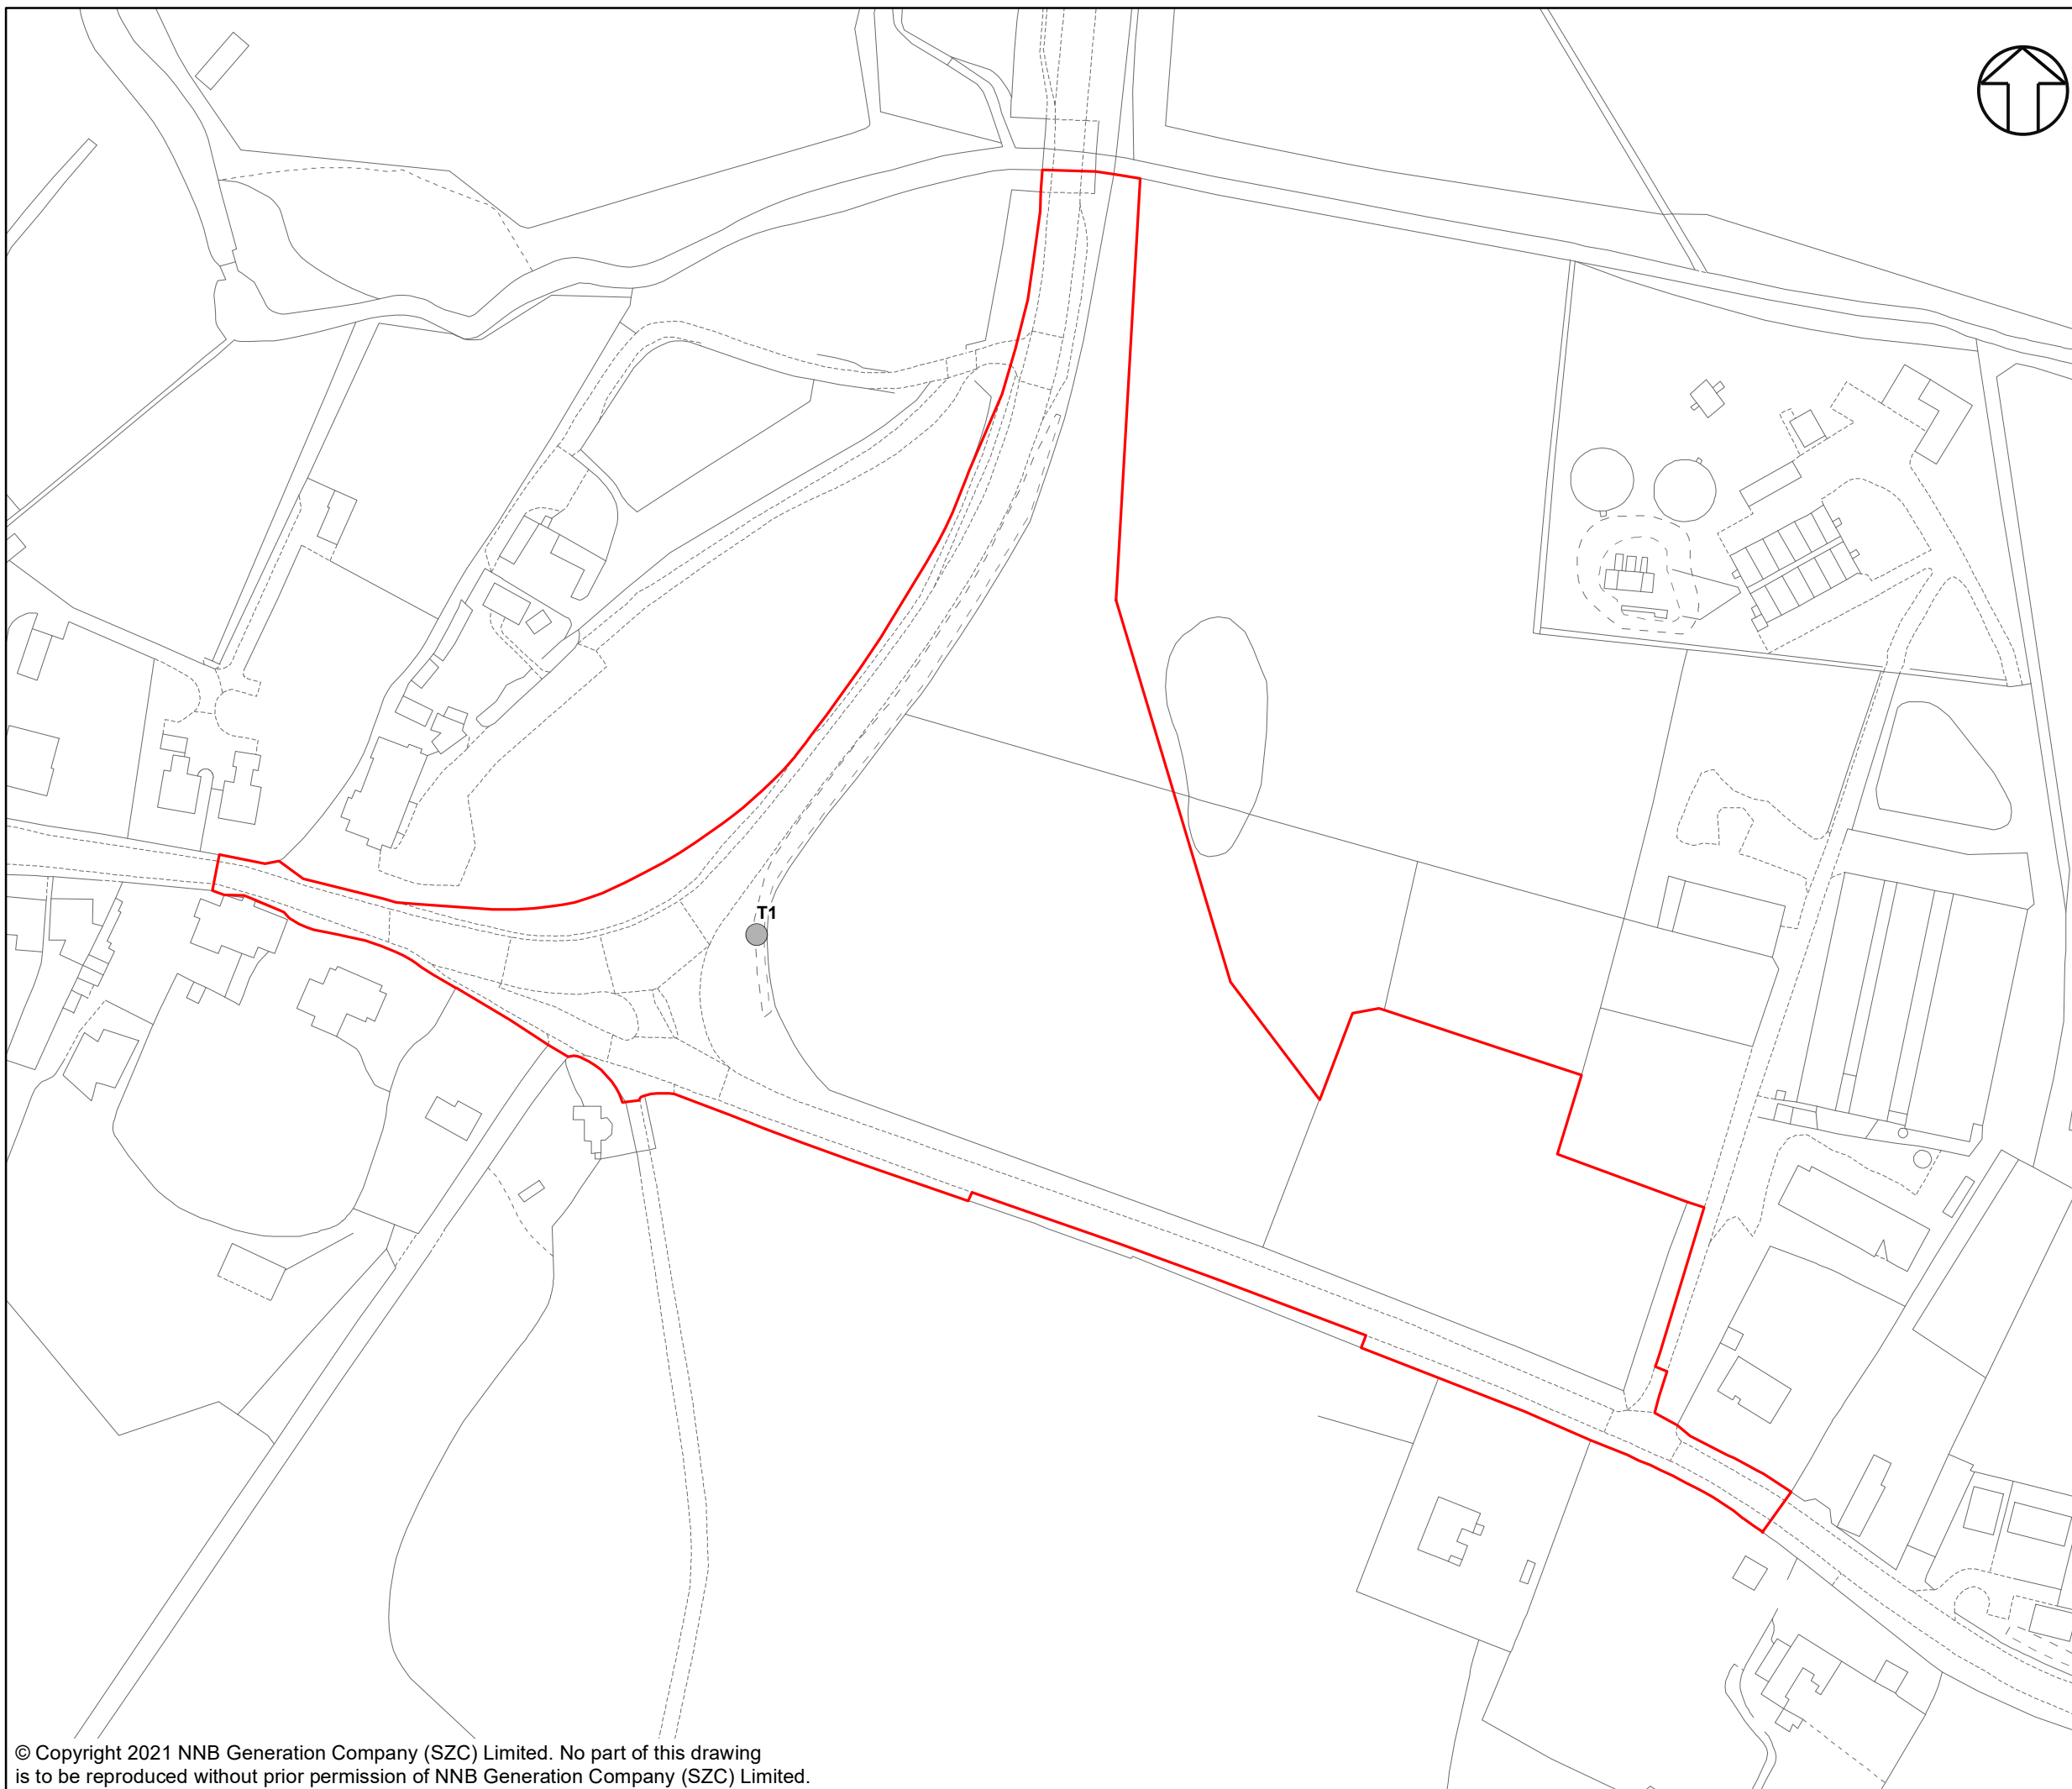 T1
© Copyright 2021 NNB Generation Company (SZC) Limited. No part of this drawing
is to be reproduced without prior permission of NNB Generation Company (SZC) Limited.